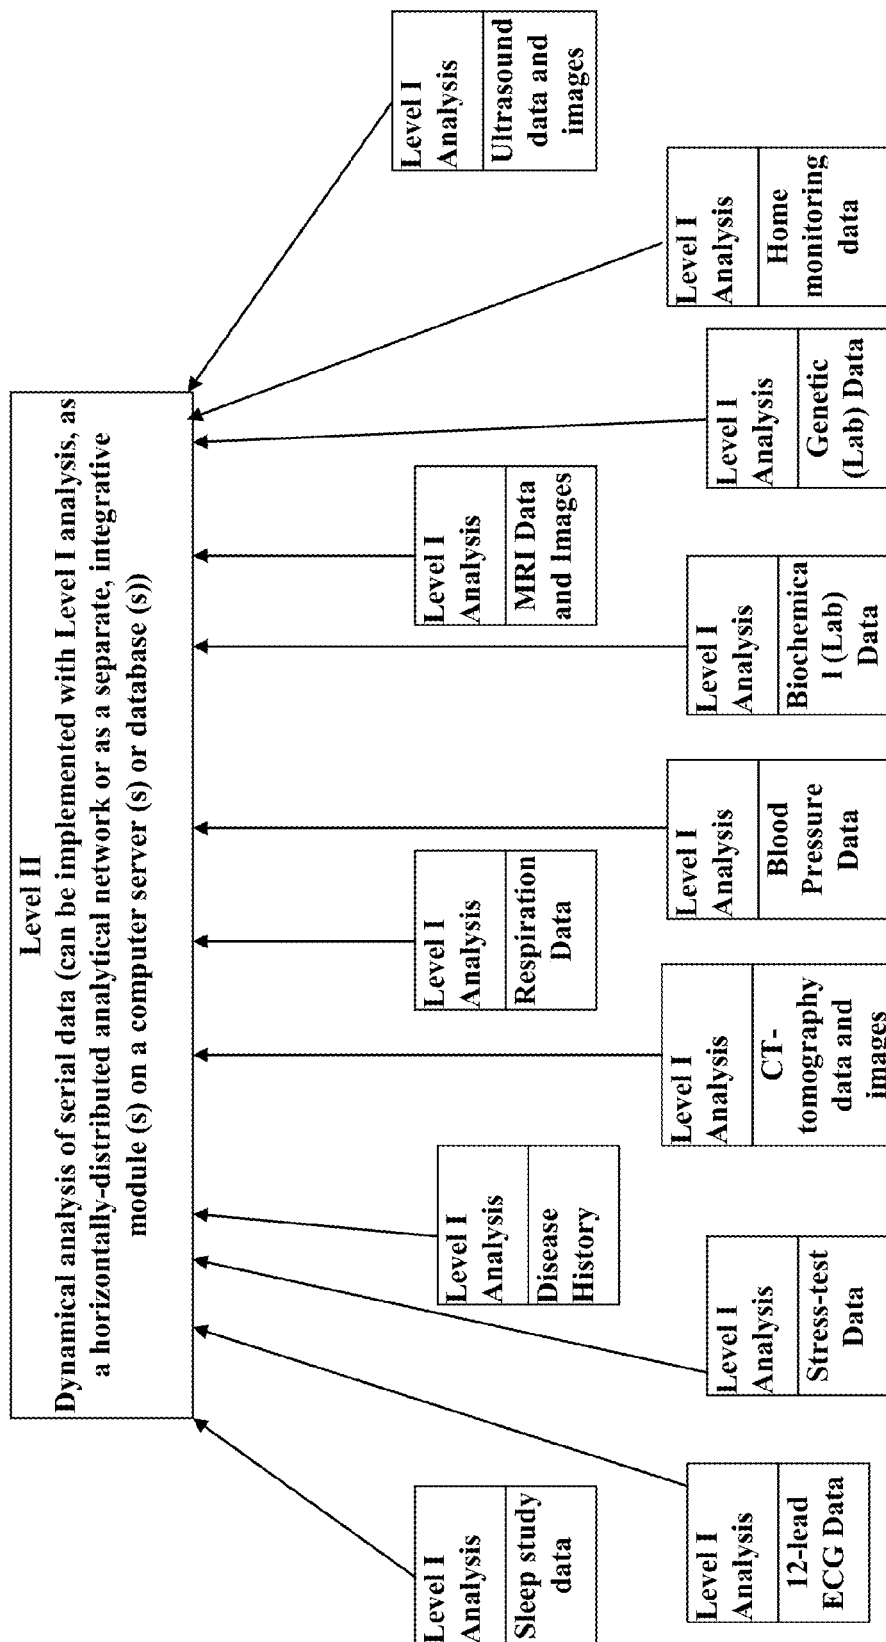 Level II
Dynamical analysis of serial data (can be implemented with Level I analysis, as
a horizontally-distributed analytical network or as a separate, integrative
module (s) on a computer server (s) or database (s))
Level I
Analysis
Sleep study
data
Level I
Analysis
12-lead
ECG Data
Level I
Analysis
Stress-test
Data
Level I
Analysis
Disease
History
Level I
Analysis
CT-
tomography
data and
images
Level I
Analysis
Respiration
Data
Level I
Analysis
Blood
Pressure
Data
Level I
Analysis
Biochemica
l (Lab)
Data
Level I
Analysis
MRI Data
and Images
Level I
Analysis
Genetic
(Lab) Data
Level I
Analysis
Home
monitoring
data
Level I
Analysis
Ultrasound
data and
images